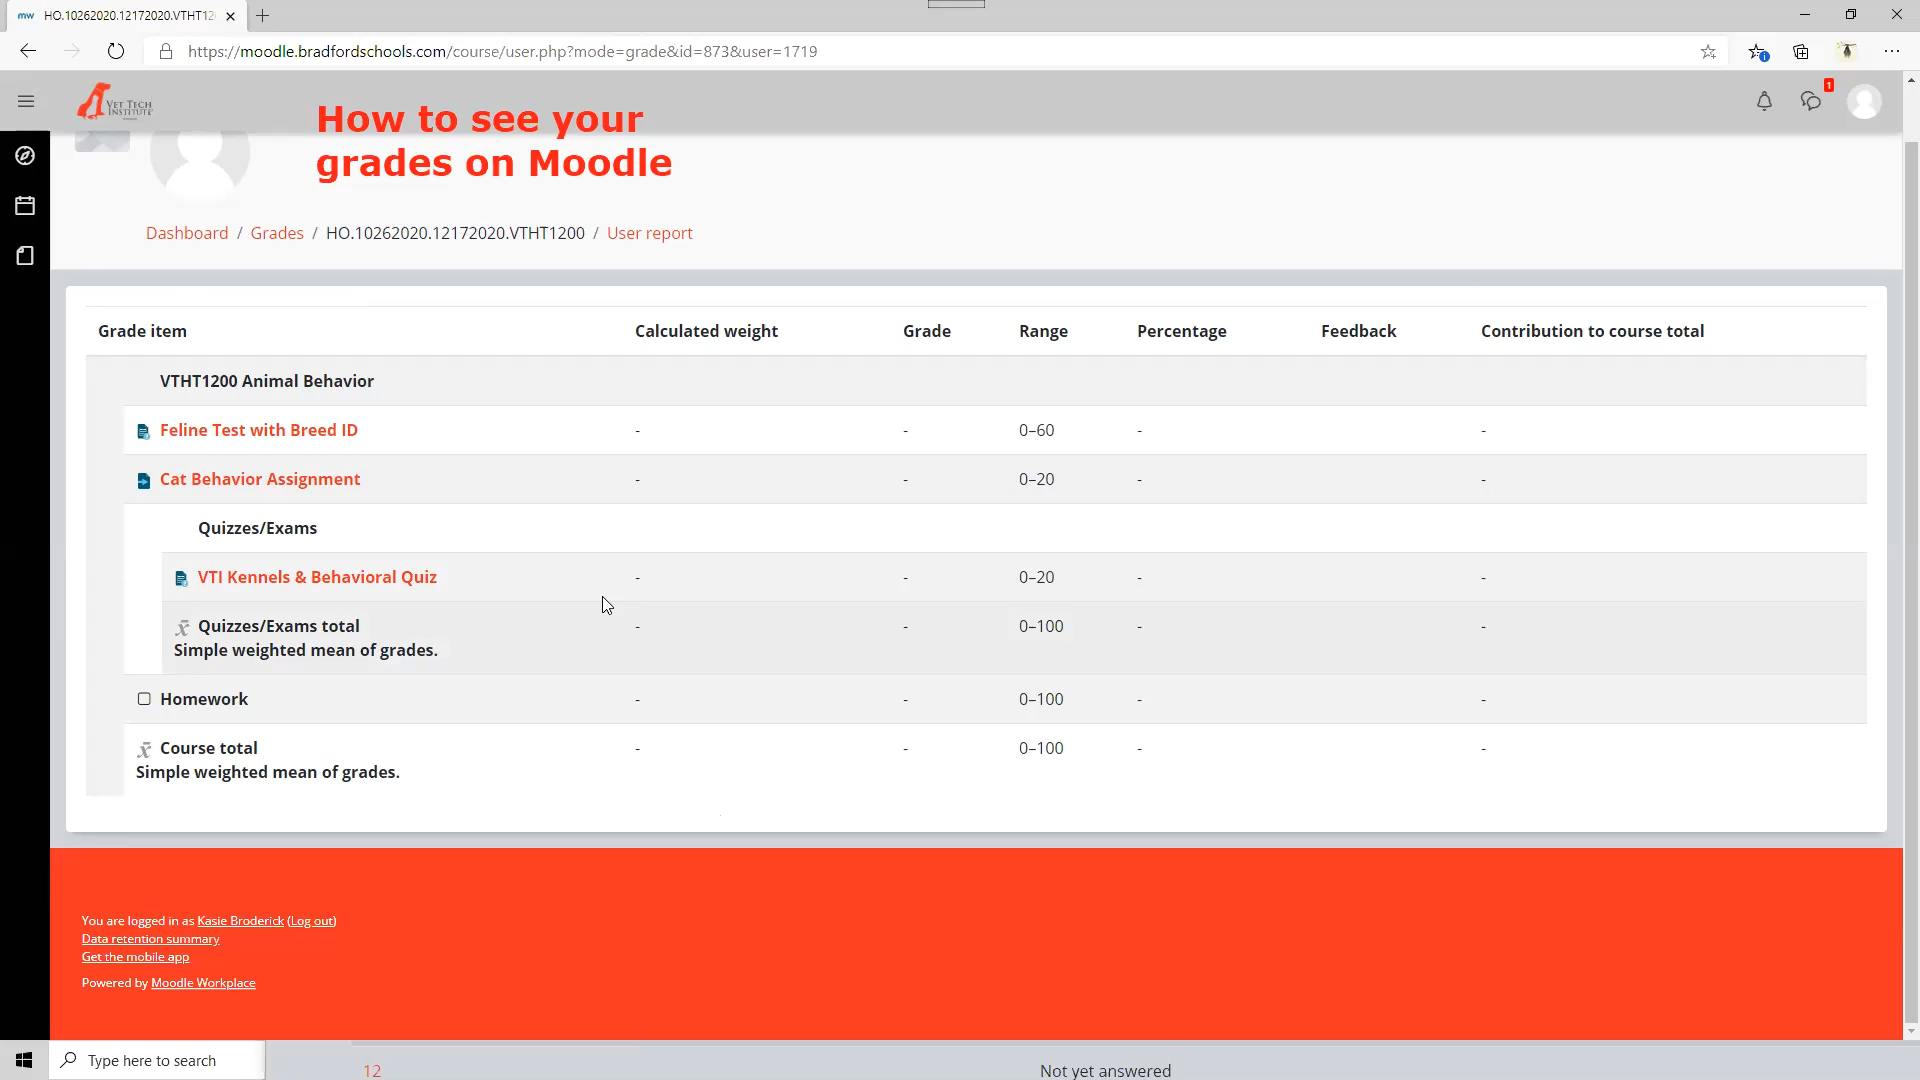 mw HO.10262020.12172020.VTHT12
https://moodle.bradfordschools.com/course/user.php?mode=grade&id=873&user=1719
VET TECH
INSTITUTE
How to see your
grades on Moodle
1
Dashboard / Grades / HO.10262020.12172020.VTHT1200 / User report
Grade item Calculated weight Grade Range Percentage Feedback Contribution to course total
VTHT1200 Animal Behavior
Feline Test with Breed ID - - 0–60 - -
Cat Behavior Assignment - - 0–20 - -
Quizzes/Exams
VTI Kennels & Behavioral Quiz - - 0–20 - -
Quizzes/Exams total - - 0–100 - -
Simple weighted mean of grades.
Homework - - 0–100 - -
Course total - - 0–100 - -
Simple weighted mean of grades.
You are logged in as Kasie Broderick (Log out)
Data retention summary
Get the mobile app
Powered by Moodle Workplace
Type here to search
12 Not yet answered